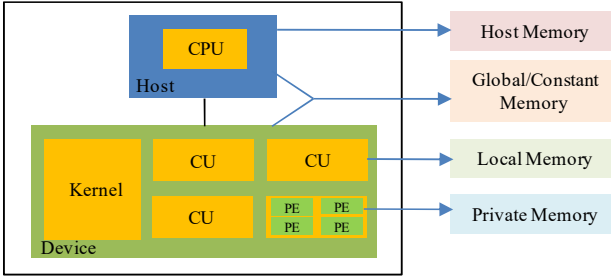 CPU
Host
Host Memory
Global/Constant
Memory
Kernel
CU
CU
Local Memory
CU
PE
PE
PE
PE
Private Memory
Device